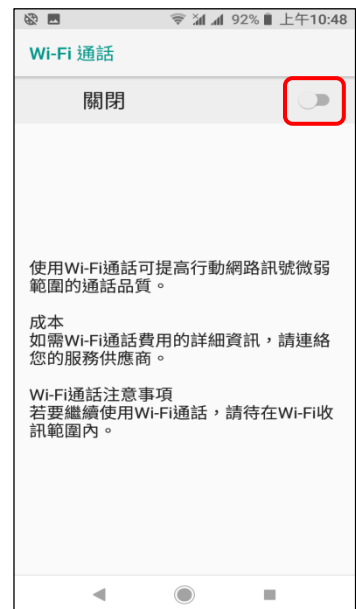 92% 上午10:48
Wi-Fi 通話
關閉
使用Wi-Fi通話可提高行動網路訊號微弱
範圍的通話品質。
成本
如需Wi-Fi通話費用的詳細資訊，請連絡
您的服務供應商。
Wi-Fi通話注意事項
若要繼續使用Wi-Fi通話，請待在Wi-Fi收
訊範圍內。